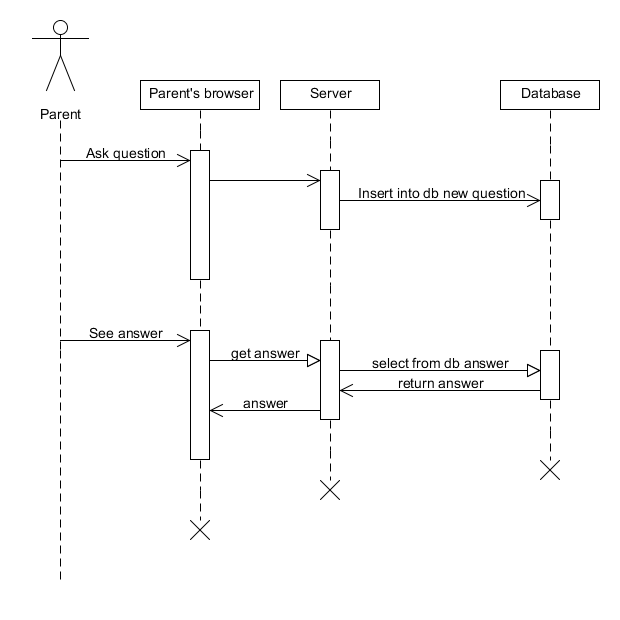 Parent's browser
Server
Database
Parent
Ask question
Insert into db new question
See answer
get answer
select from db answer
return answer
answer